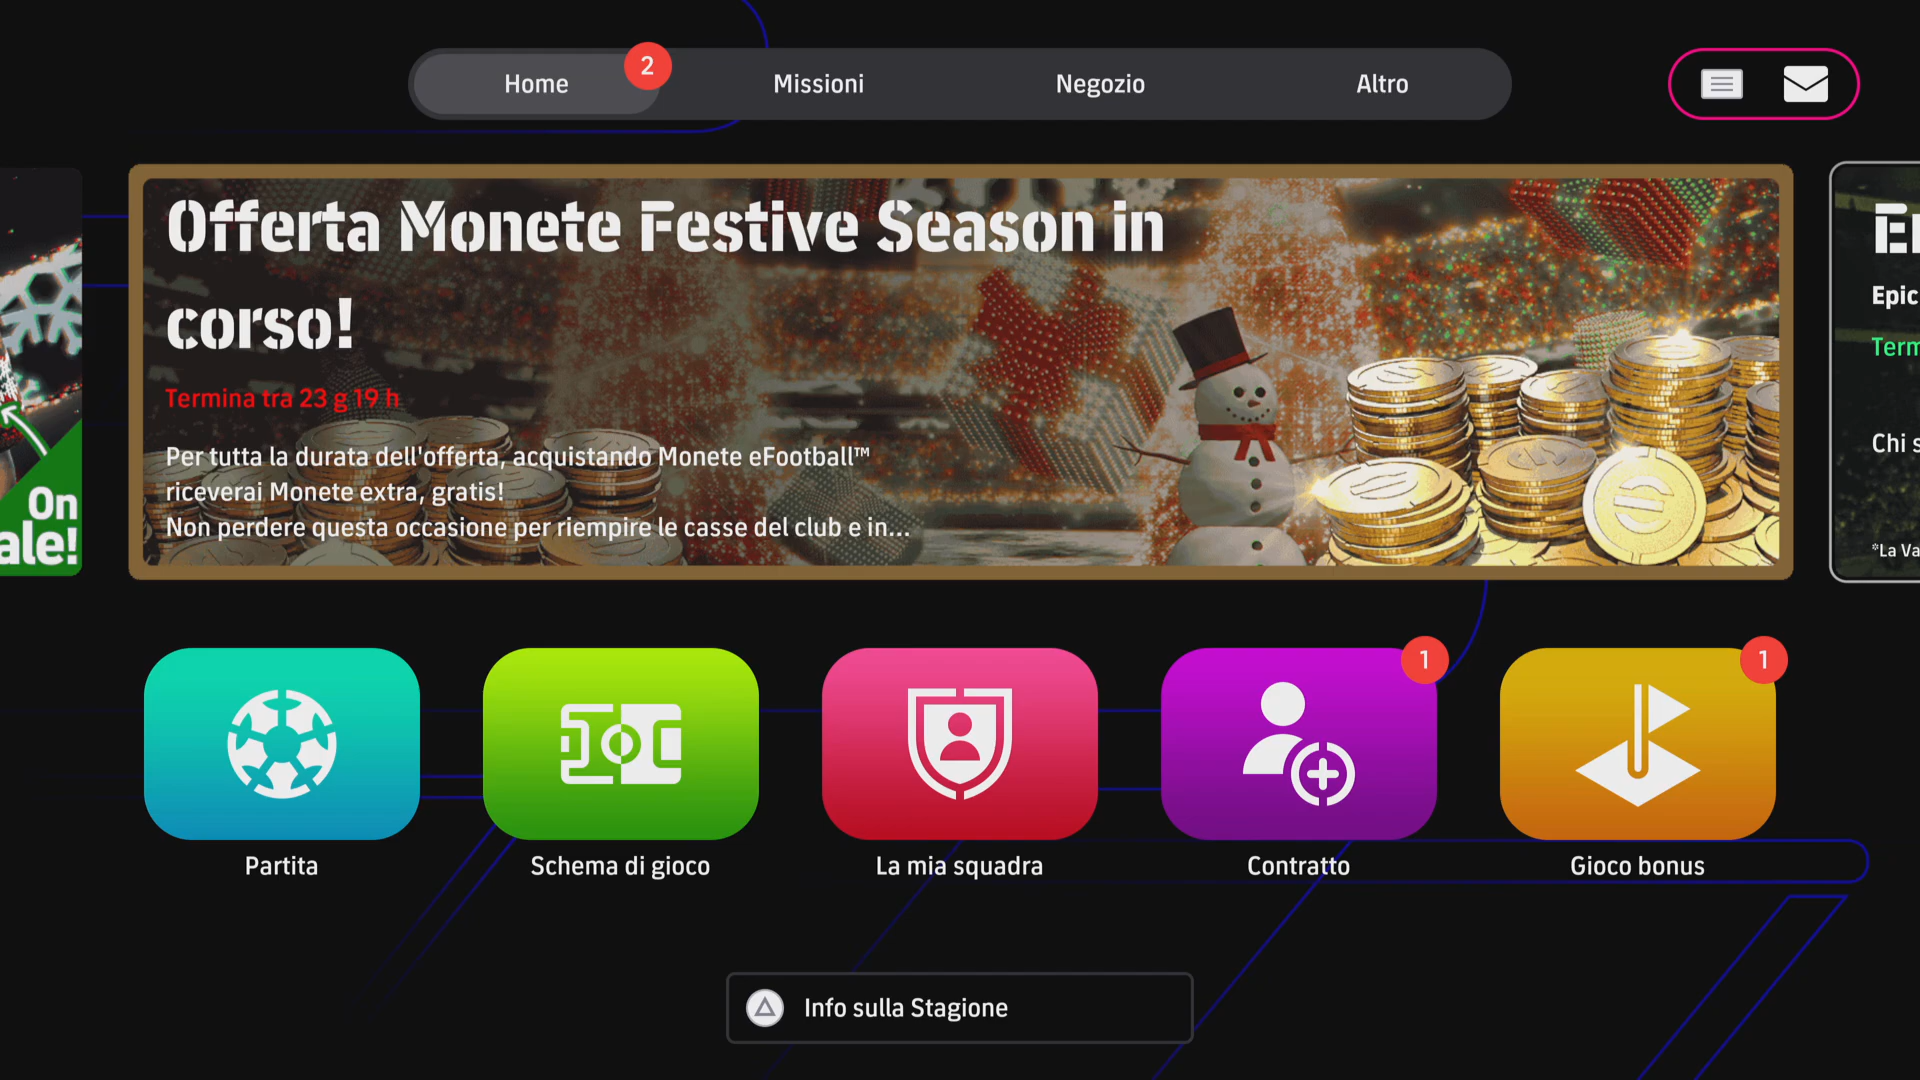 Home
2
Missioni
Negozio
Altro
Offerta Monete Festive Season in
corso!
Termina tra 23 g 19 h
Per tutta la durata dell'offerta, acquistando Monete eFootball™
riceverai Monete extra, gratis!
Non perdere questa occasione per riempire le casse del club e in...
On
ale!
Epic
Term
Chi s
*La Va
1
1
Partita
Schema di gioco
La mia squadra
Contratto
Gioco bonus
Info sulla Stagione